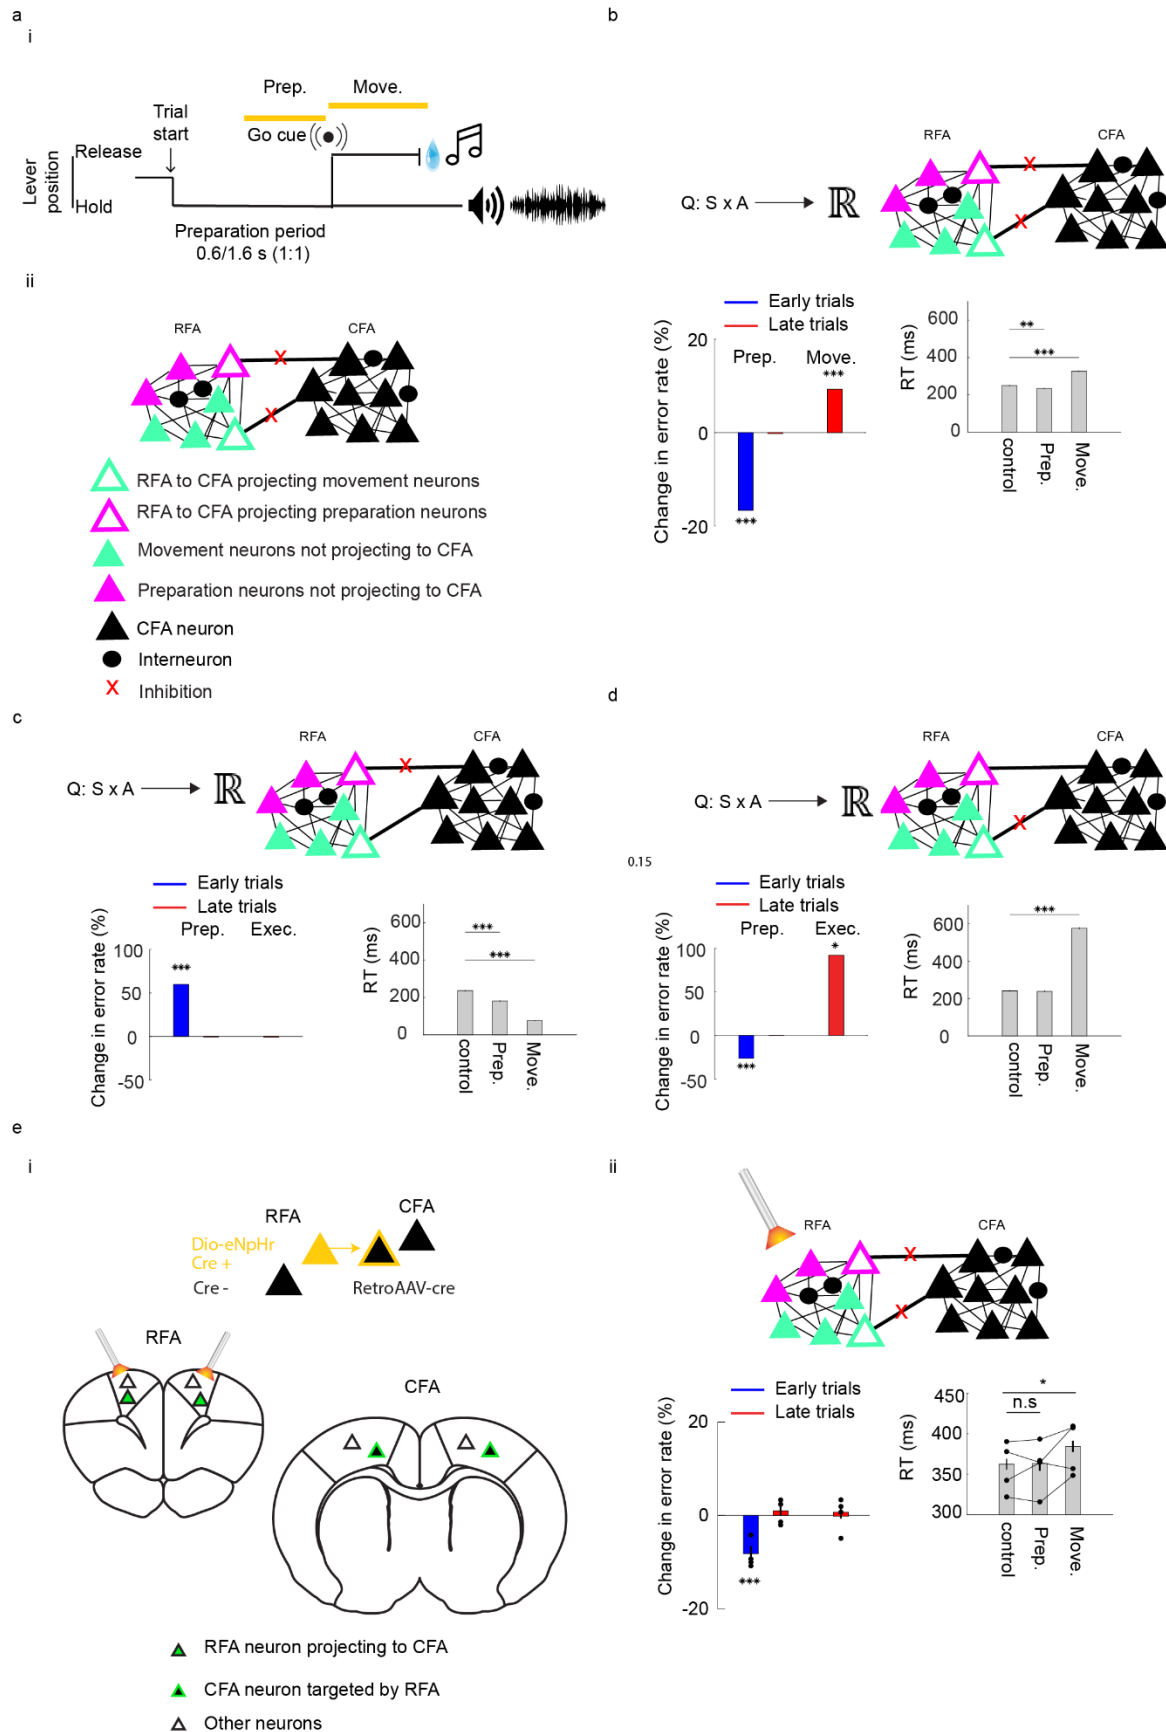 a
i
Prep.
Move.
Trial
start
Go cue
Release
Lever
position
Hold
Preparation period
0.6/1.6 s (1:1)
ii
RFA
CFA
X
X
RFA to CFA projecting movement neurons
RFA to CFA projecting preparation neurons
Movement neurons not projecting to CFA
Preparation neurons not projecting to CFA
CFA neuron
Interneuron
X Inhibition
b
RFA
CFA
X
X
Q: S x A
ℝ
Early trials
Late trials
Change in error rate (%)
20
0
-20
Prep.
Move.
***
***
RT (ms)
600
400
200
0
**
***
control
Prep.
Move.
c
RFA
CFA
X
Q: S x A
ℝ
Early trials
Late trials
Prep.
Exec.
Change in error rate (%)
100
50
0
-50
***
RT (ms)
600
400
200
0
***
***
control
Prep.
Move.
d
RFA
CFA
X
Q: S x A
ℝ
0.15
Early trials
Late trials
Prep.
Exec.
Change in error rate (%)
100
50
0
-50
*
***
RT (ms)
600
400
200
0
***
control
Prep.
Move.
e
i
RFA
CFA
Dio-eNpHr
Cre +
Cre -
RetroAAV-cre
RFA
CFA
RFA neuron projecting to CFA
CFA neuron targeted by RFA
Other neurons
ii
RFA
CFA
X
X
Early trials
Late trials
Change in error rate (%)
20
0
-20
***
RT (ms)
450
400
350
300
*
n.s
control
Prep.
Move.